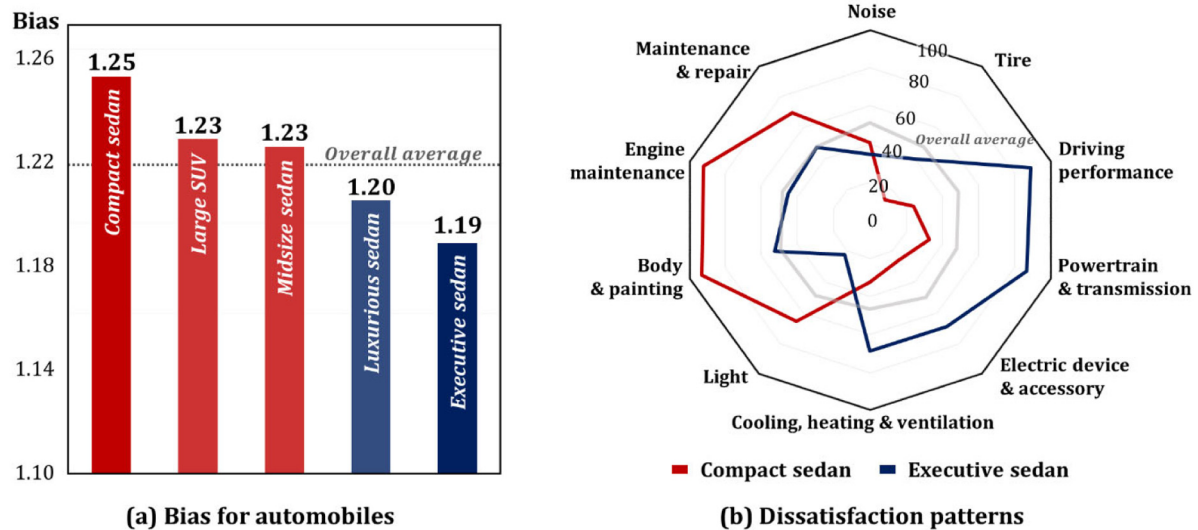 Bias
1.26
1.22
1.18
1.14
1.10
1.25
1.23
1.23
1.20
1.19
Compact sedan
Large SUV
Midsize sedan
Luxurious sedan
Executive sedan
Overall average
(a) Bias for automobiles
Noise
Tire
Driving
performance
Powertrain
& transmission
Electric device
& accessory
Cooling, heating & ventilation
Light
Body
& painting
Engine
maintenance
Maintenance
& repair
100
80
60
40
20
0
Overall average
Compact sedan
Executive sedan
(b) Dissatisfaction patterns